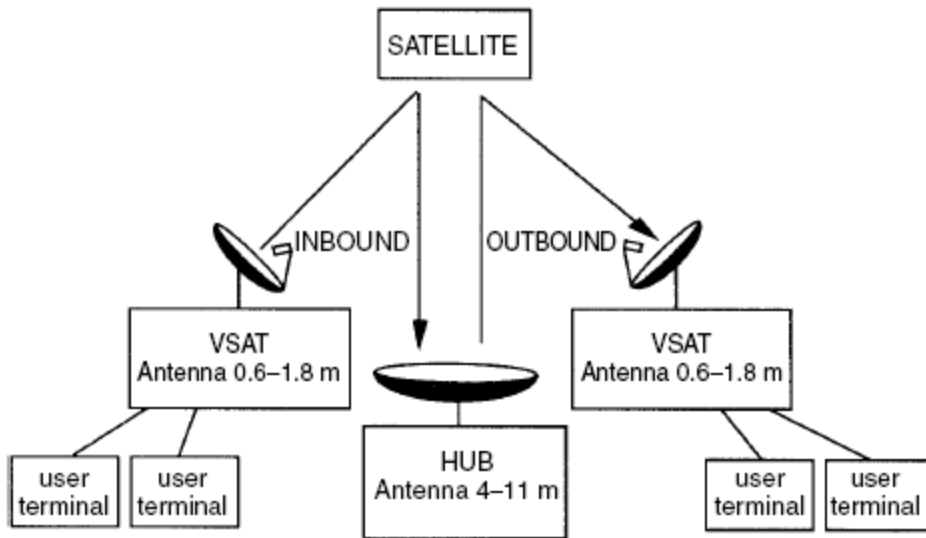 SATELLITE
INBOUND
OUTBOUND
VSAT
Antenna 0.6–1.8 m
VSAT
Antenna 0.6–1.8 m
HUB
Antenna 4–11 m
user
terminal
user
terminal
user
terminal
user
terminal